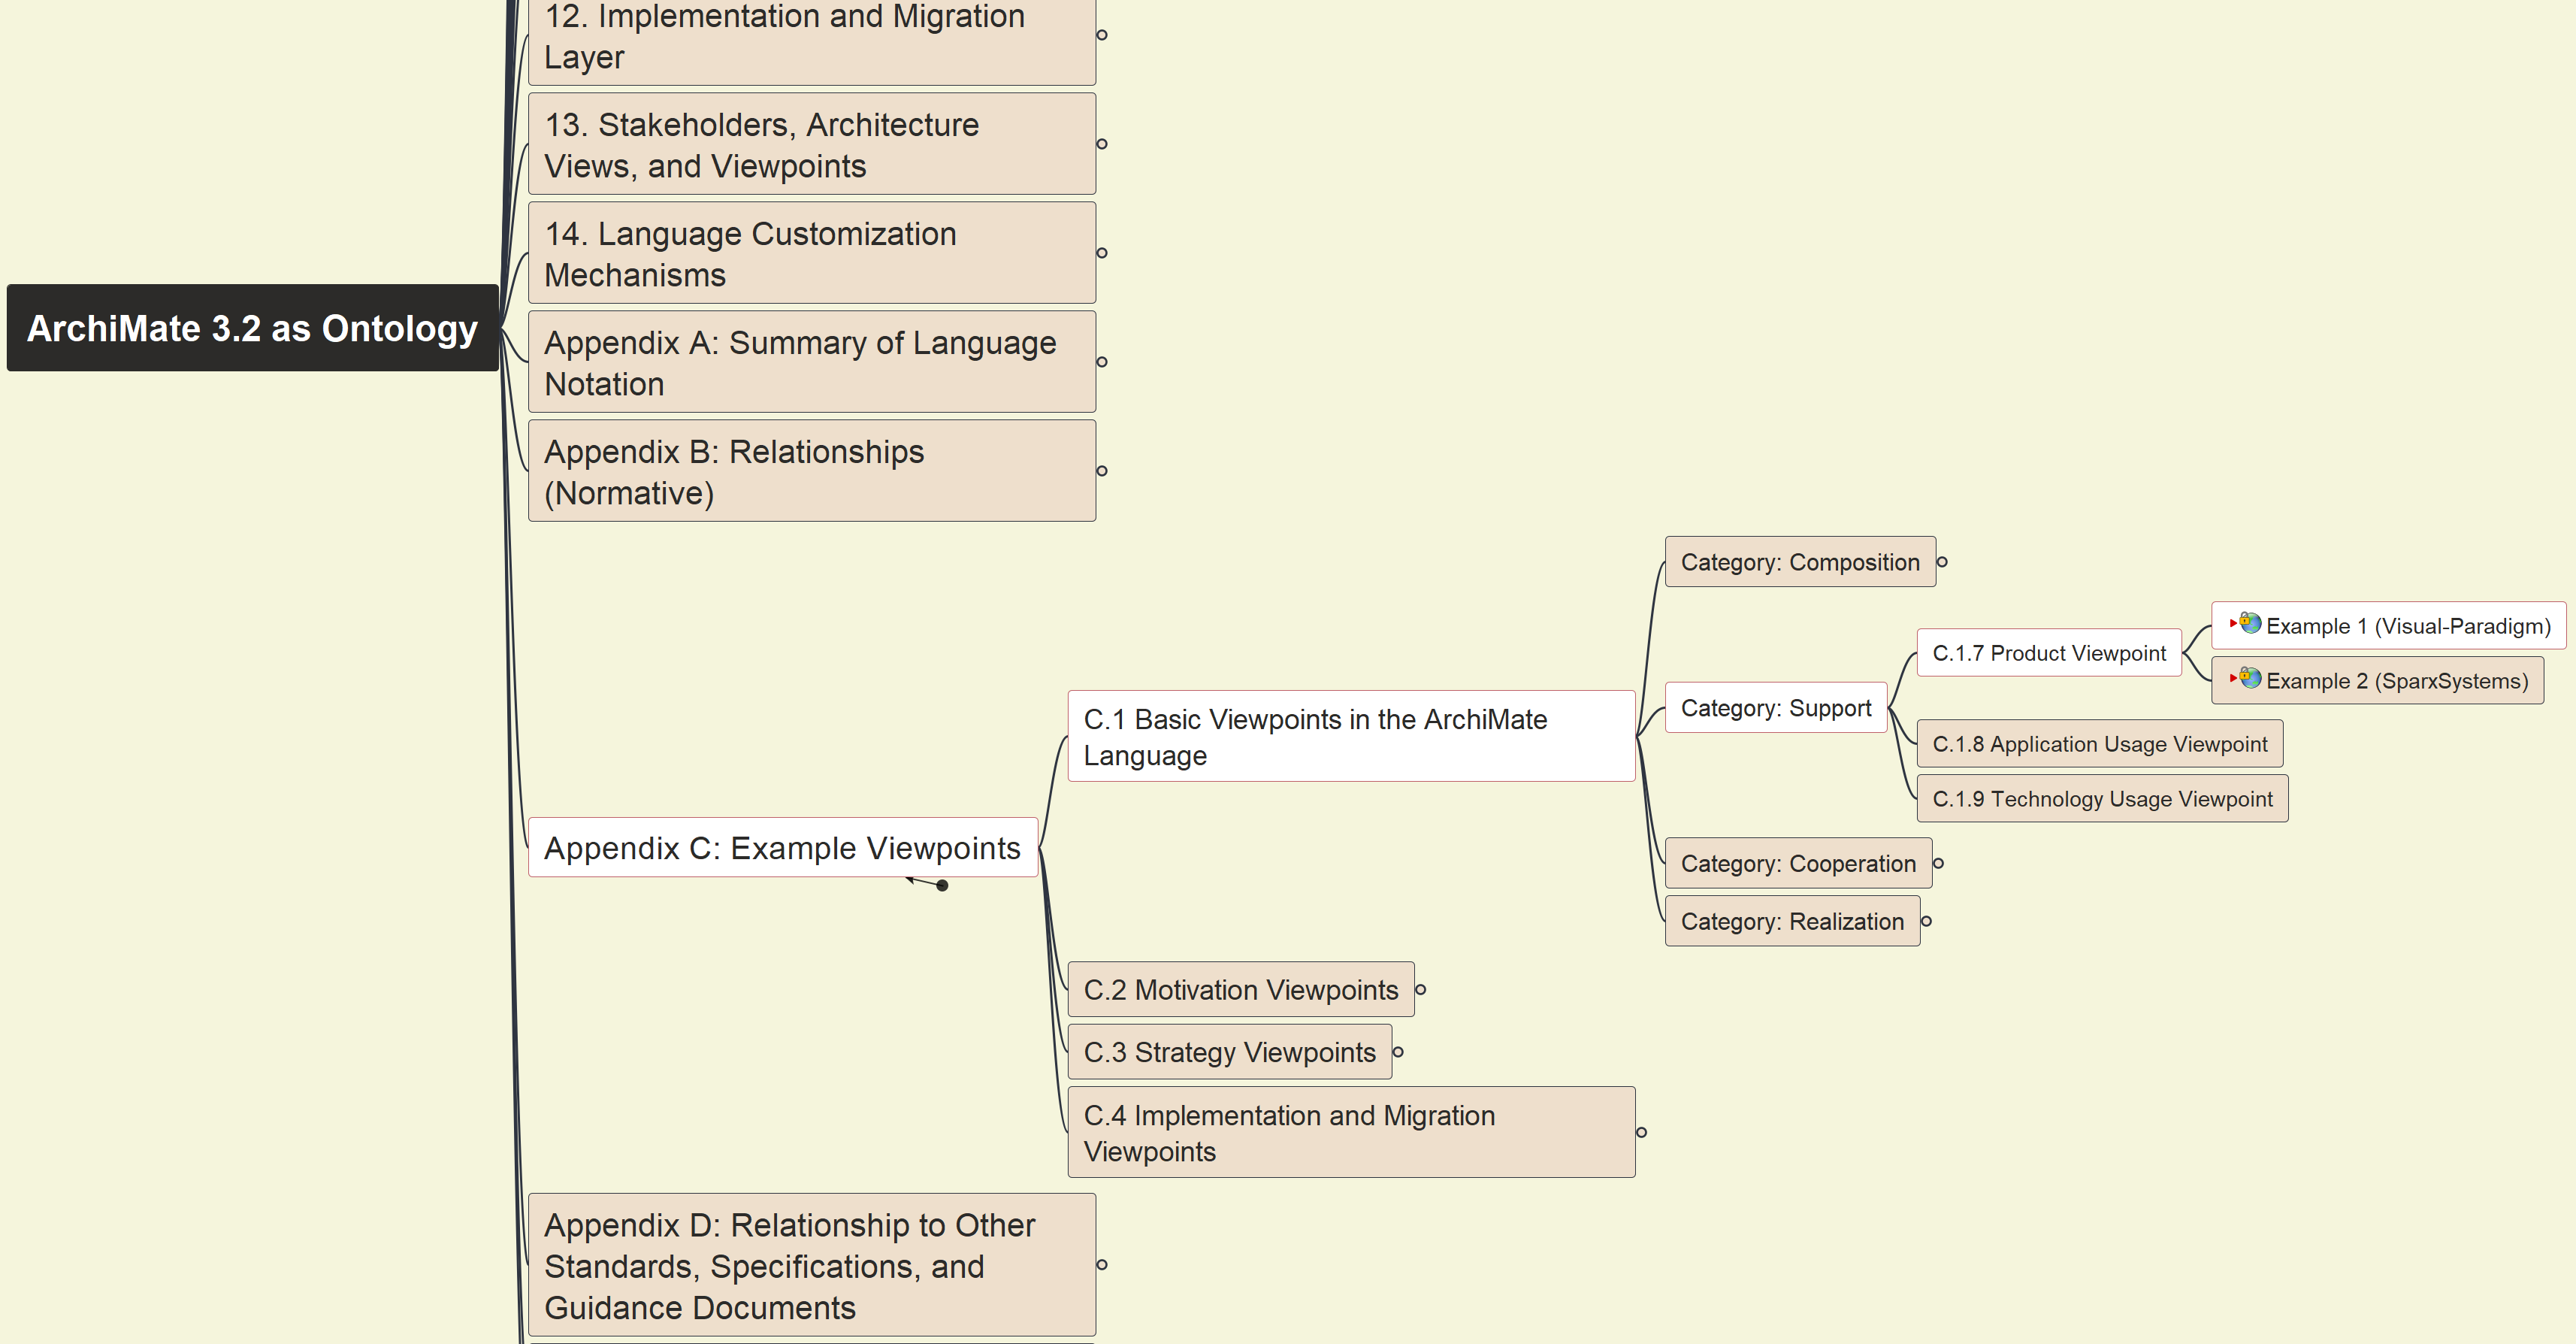 12. Implementation and Migration
Layer
13. Stakeholders, Architecture
Views, and Viewpoints
14. Language Customization
Mechanisms
ArchiMate 3.2 as Ontology
Appendix A: Summary of Language
Notation
Appendix B: Relationships
(Normative)
Appendix C: Example Viewpoints
C.1 Basic Viewpoints in the ArchiMate
Language
Category: Composition
Category: Support
C.1.7 Product Viewpoint
Example 1 (Visual-Paradigm)
Example 2 (SparxSystems)
C.1.8 Application Usage Viewpoint
C.1.9 Technology Usage Viewpoint
Category: Cooperation
Category: Realization
C.2 Motivation Viewpoints
C.3 Strategy Viewpoints
C.4 Implementation and Migration
Viewpoints
Appendix D: Relationship to Other
Standards, Specifications, and
Guidance Documents